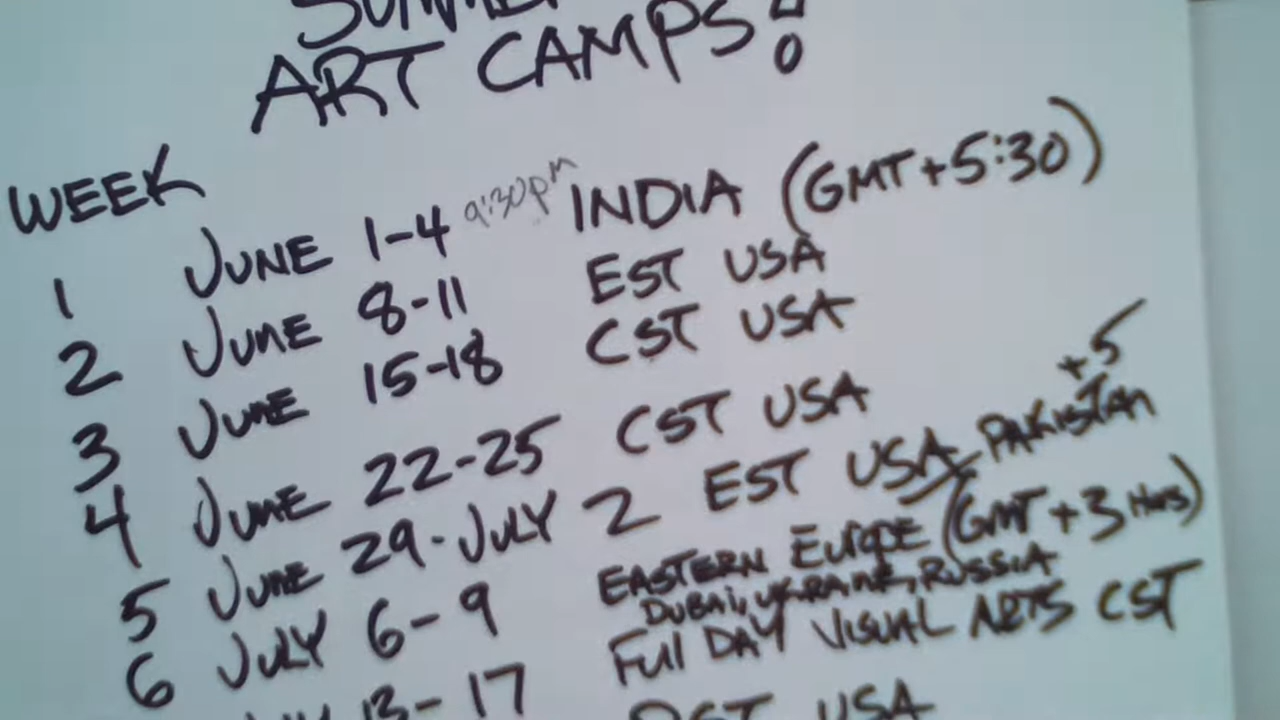 ART CAMPS!
WEEK
1 JUNE 1-4 9:30pm INDIA (GMT+5:30)
2 JUNE 8-11 EST USA
3 JUNE 15-18 CST USA
4 JUNE 22-25 CST USA
+5
5 JUNE 29-JULY 2 EST USA PAKISTAN
6 JULY 6-9 EASTERN EUROPE (GMT+3 HRS)
DUBAI, UKRAINE, RUSSIA
13-17 FULL DAY VISUAL ARTS CST
USA